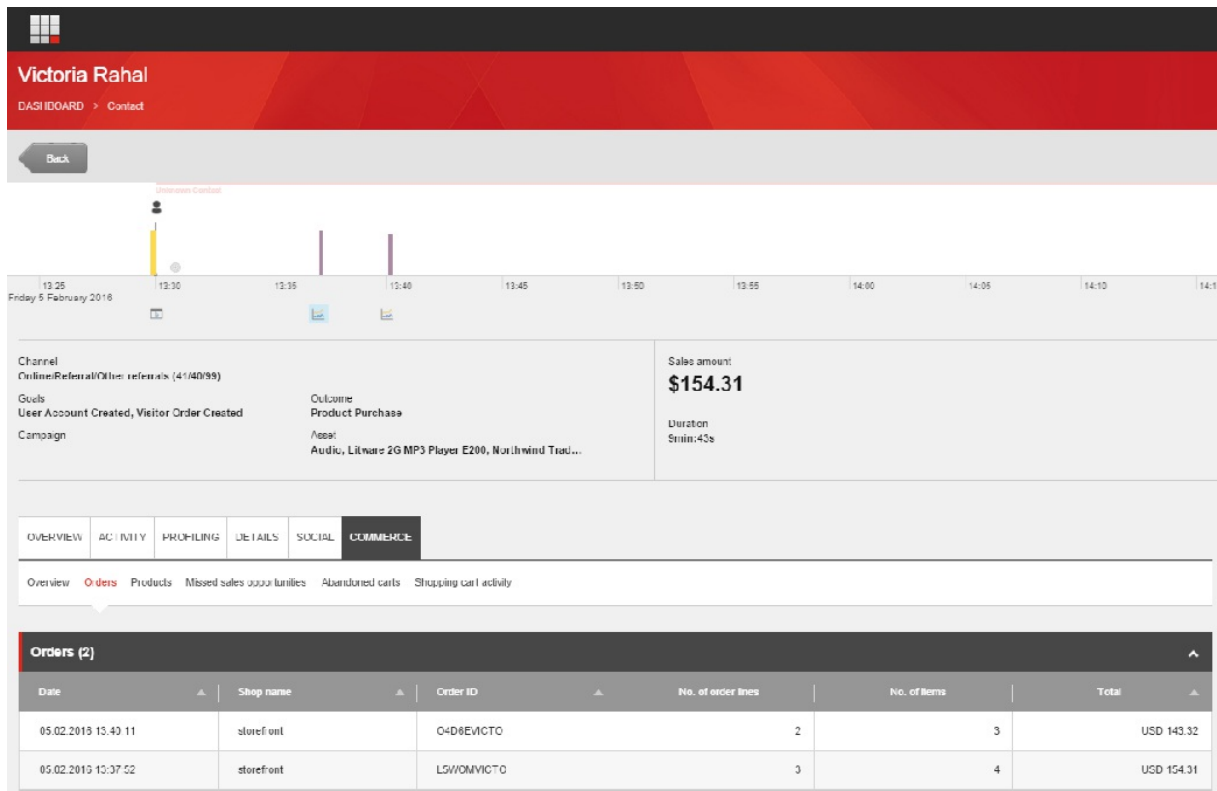 Victoria Rahal
DASHBOARD > Contact
Back
Unknown Contact
13:25 13:30 13:35 13:40 13:45 13:50 13:55 14:00 14:05 14:10 14:1
Friday 5 February 2016
Channel
Online/Referral/Other referrals (41/40/99)
Goals
User Account Created, Visitor Order Created
Outcome
Product Purchase
Campaign
Asset
Audio, Litware 2G MP3 Player E200, Northwind Trad...
Sales amount
$154.31
Duration
9min:43s
OVERVIEW ACTIVITY PROFILING DETAILS SOCIAL COMMERCE
Overview Orders Products Missed sales opportunities Abandoned carts Shopping cart activity
Orders (2)
Date Shop name Order ID No. of order lines No. of items Total
05.02.2016 13:40:11 storefront O4D6EVICTO 2 3 USD 143.32
05.02.2016 13:37:52 storefront L5WOMVICTO 3 4 USD 154.31